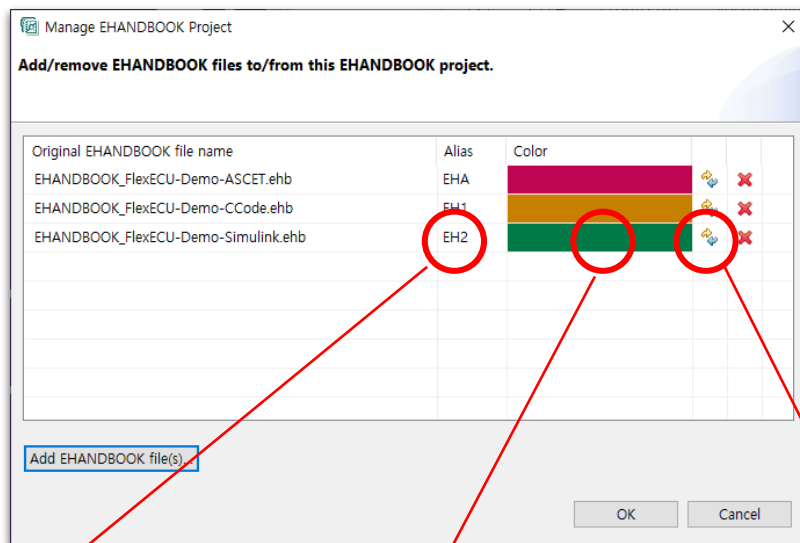 Manage EHANDBOOK Project
Add/remove EHANDBOOK files to/from this EHANDBOOK project.
Original EHANDBOOK file name Alias Color
EHANDBOOK_FlexECU-Demo-ASCET.ehb EHA
EHANDBOOK_FlexECU-Demo-CCode.ehb EH1
EHANDBOOK_FlexECU-Demo-Simulink.ehb EH2
Add EHANDBOOK file(s)...
OK Cancel